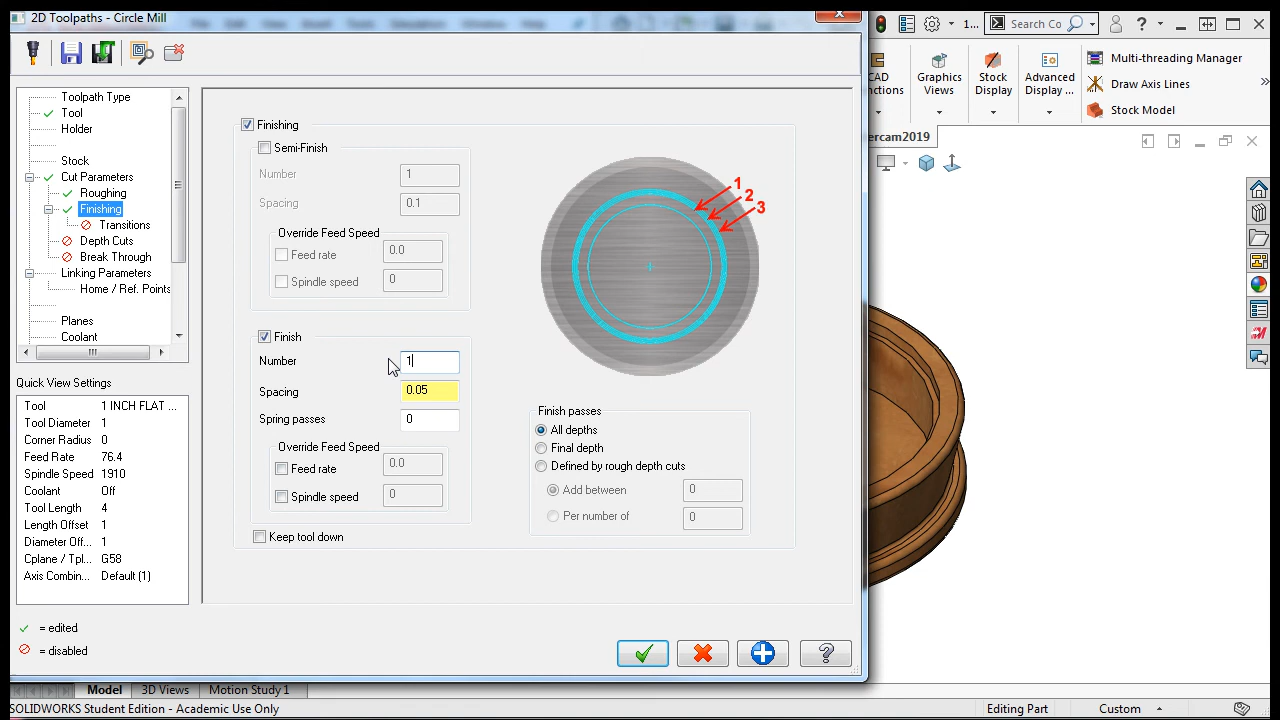 2D Toolpaths - Circle Mill
1...
Search Co
?
CAD
nctions
Graphics
Views
Stock
Display
Advanced
Display ...
Multi-threading Manager
Draw Axis Lines
Stock Model
ercam2019
Toolpath Type
Tool
Holder
Stock
Cut Parameters
Roughing
Finishing
Transitions
Depth Cuts
Break Through
Linking Parameters
Home / Ref. Points
Planes
Coolant
Quick View Settings
Tool 1 INCH FLAT ...
Tool Diameter 1
Corner Radius 0
Feed Rate 76.4
Spindle Speed 1910
Coolant Off
Tool Length 4
Length Offset 1
Diameter Off... 1
Cplane / Tpl... G58
Axis Combin... Default (1)
= edited
= disabled
Finishing
Semi-Finish
Number 1
Spacing 0.1
Override Feed Speed
Feed rate 0.0
Spindle speed 0
Finish
Number 1
Spacing 0.05
Spring passes 0
Override Feed Speed
Feed rate 0.0
Spindle speed 0
Keep tool down
1
2
3
Finish passes
All depths
Final depth
Defined by rough depth cuts
Add between 0
Per number of 0
Model 3D Views Motion Study 1
SOLIDWORKS Student Edition - Academic Use Only
Editing Part
Custom